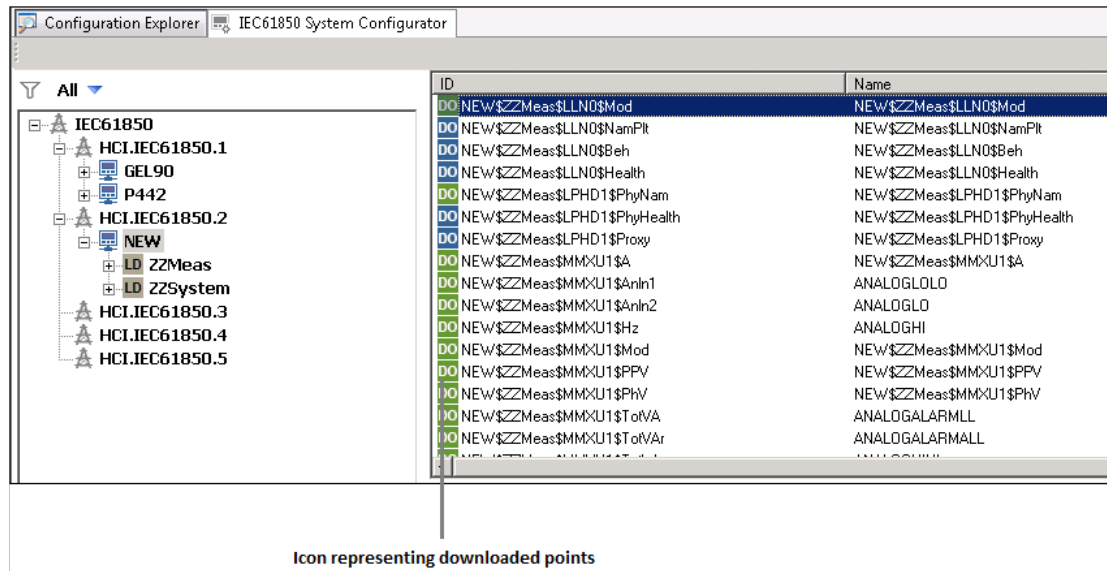 Configuration Explorer IEC61850 System Configurator
All
IEC61850
HCI.IEC61850.1
GEL90
P442
HCI.IEC61850.2
NEW
LD ZZMeas
LD ZZSystem
HCI.IEC61850.3
HCI.IEC61850.4
HCI.IEC61850.5
ID Name
DO NEW$ZZMeas$LLN0$Mod NEW$ZZMeas$LLN0$Mod
DO NEW$ZZMeas$LLN0$NamPlt NEW$ZZMeas$LLN0$NamPlt
DO NEW$ZZMeas$LLN0$Beh NEW$ZZMeas$LLN0$Beh
DO NEW$ZZMeas$LLN0$Health NEW$ZZMeas$LLN0$Health
DO NEW$ZZMeas$LPHD1$PhyNam NEW$ZZMeas$LPHD1$PhyNam
DO NEW$ZZMeas$LPHD1$PhyHealth NEW$ZZMeas$LPHD1$PhyHealth
DO NEW$ZZMeas$LPHD1$Proxy NEW$ZZMeas$LPHD1$Proxy
DO NEW$ZZMeas$MMXU1$A NEW$ZZMeas$MMXU1$A
DO NEW$ZZMeas$MMXU1$AnIn1 ANALOGLOLO
DO NEW$ZZMeas$MMXU1$AnIn2 ANALOGLO
DO NEW$ZZMeas$MMXU1$Hz ANALOGHI
DO NEW$ZZMeas$MMXU1$Mod NEW$ZZMeas$MMXU1$Mod
DO NEW$ZZMeas$MMXU1$PPV NEW$ZZMeas$MMXU1$PPV
DO NEW$ZZMeas$MMXU1$PhV NEW$ZZMeas$MMXU1$PhV
DO NEW$ZZMeas$MMXU1$TotVA ANALOGALARMLL
DO NEW$ZZMeas$MMXU1$TotVAr ANALOGALARMALL
Icon representing downloaded points